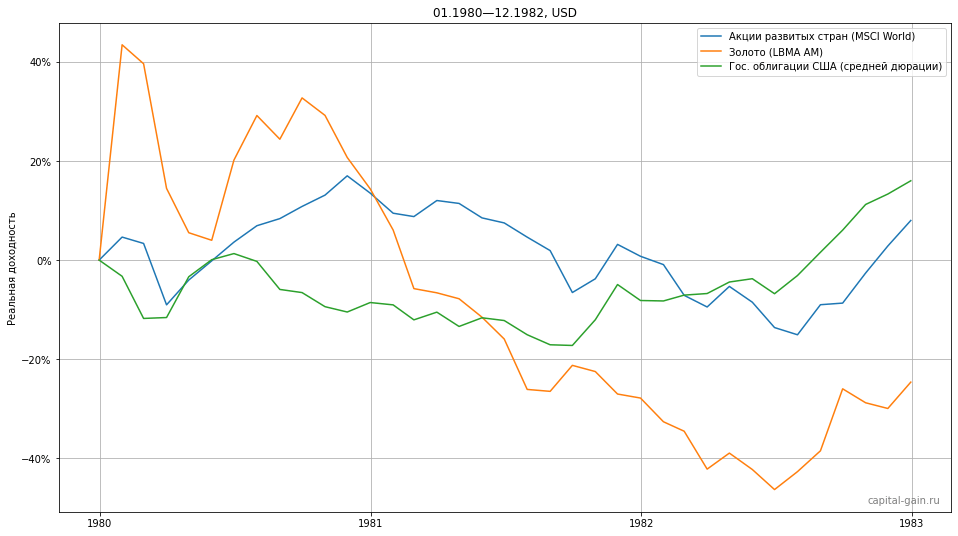 01.1980—12.1982, USD
Акции развитых стран (MSCI World)
Золото (LBMA AM)
Гос. облигации США (средней дюрации)
Реальная доходность
40%
20%
0%
−20%
−40%
capital-gain.ru
1980
1981
1982
1983